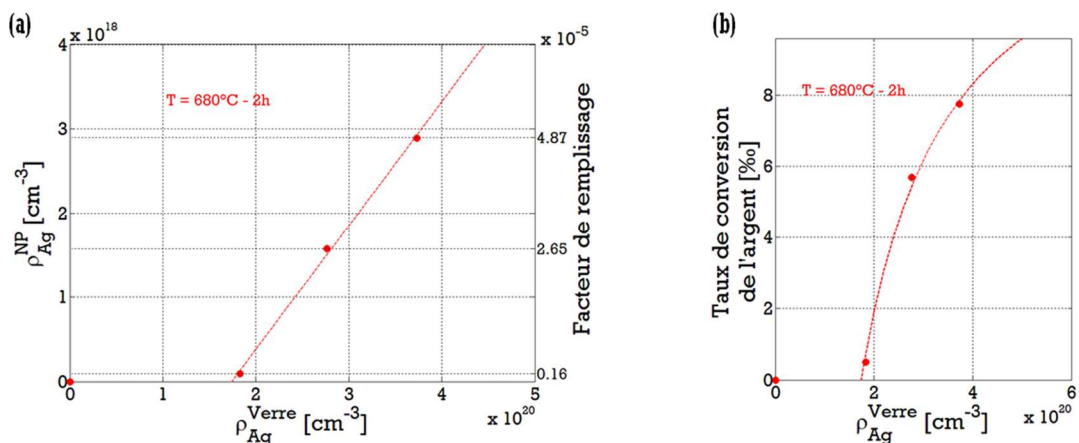 (a)
x 10^18
x 10^-5
4
3
2
1
0
T = 680°C - 2h
4.87
2.65
0.16
ρ_Ag^NP [cm^-3]
Facteur de remplissage
0 1 2 3 4 5
x 10^20
ρ_Ag^Verre [cm^-3]
(b)
8
6
4
2
0
T = 680°C - 2h
Taux de conversion
de l'argent [‰]
0 2 4 6
x 10^20
ρ_Ag^Verre [cm^-3]